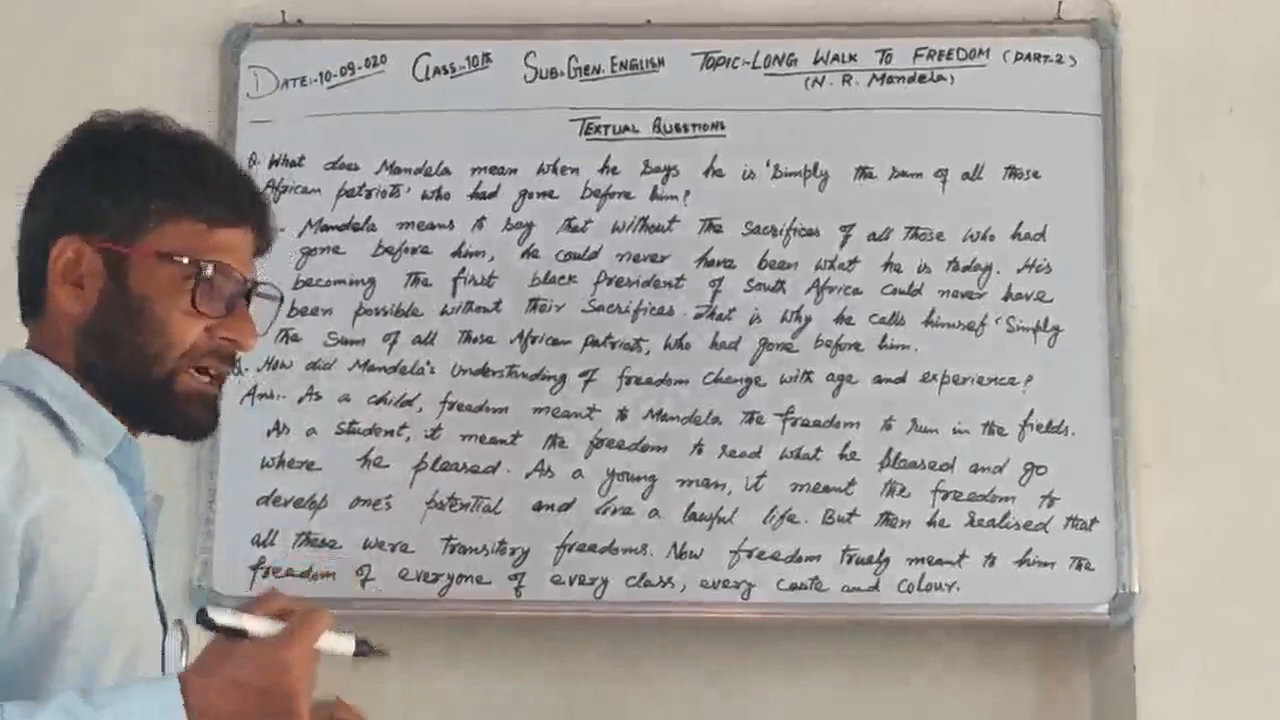 DATE:-10-09-020 CLASS:-10th SUB:-GEN. ENGLISH TOPIC:-LONG WALK TO FREEDOM (PART-2)
(N. R. Mandela)
TEXTUAL QUESTIONS
Q. What does Mandela mean when he says he is 'simply the sum of all those
African patriots' who had gone before him?
Mandela means to say that without the sacrifices of all those who had
gone before him, he could never have been what he is today. His
becoming the first black President of South Africa could never have
been possible without their sacrifices. That is why he calls himself 'simply
the sum of all those African patriots, who had gone before him.
How did Mandela's understanding of freedom change with age and experience?
Ans:- As a child, freedom meant to Mandela the freedom to run in the fields.
As a student, it meant the freedom to read what he pleased and go
where he pleased. As a young man, it meant the freedom to
develop one's potential and live a lawful life. But then he realised that
all these were transitory freedoms. Now freedom truely meant to him the
freedom of everyone of every class, every caste and colour.